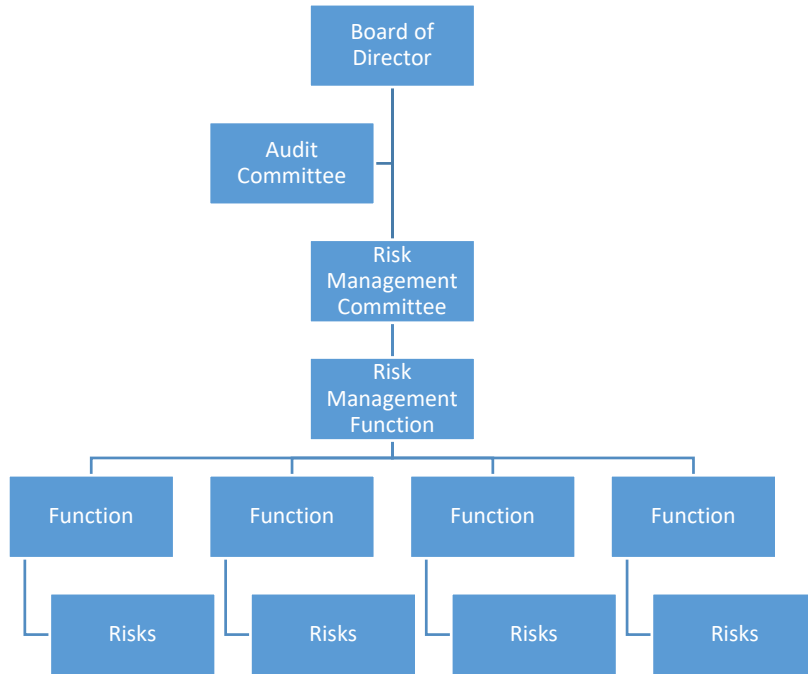 Board of
Director
Audit
Committee
Risk
Management
Committee
Risk
Management
Function
Function
Function
Function
Function
Risks
Risks
Risks
Risks